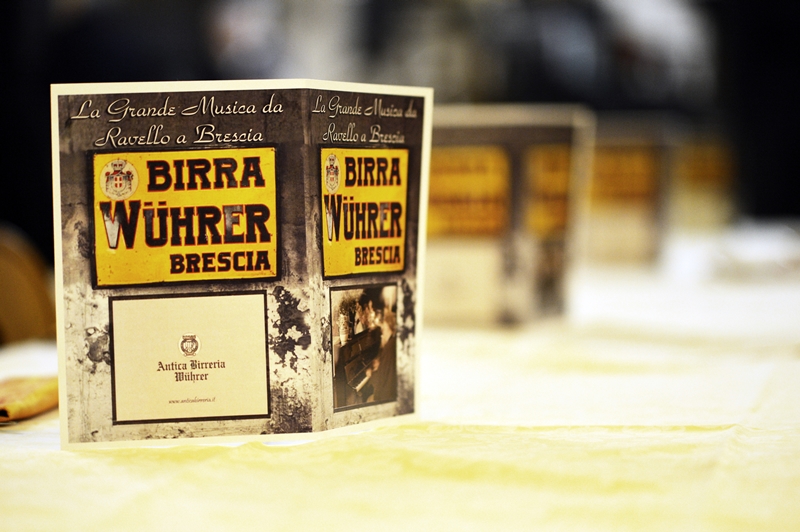 La Grande Musica da
Ravello a Brescia
BIRRA
WÜHRER
BRESCIA
Antica Birreria
Wührer
La Grande Musica da
Ravello a Brescia
BIRRA
WÜHRER
BRESCIA